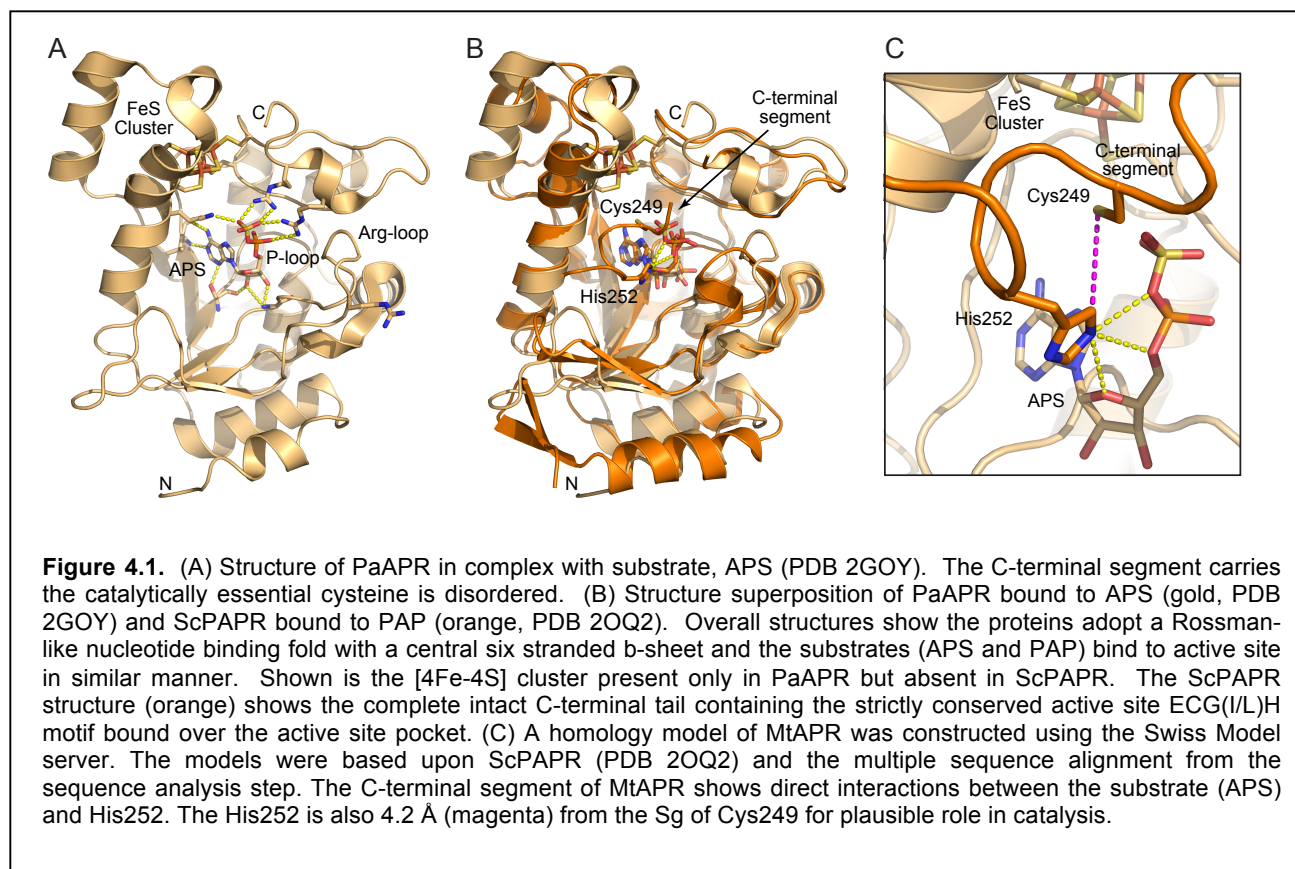 A
FeS
Cluster
C
Arg-loop
P-loop
APS
N
B
C
C-terminal
segment
Cys249
His252
N
C
FeS
Cluster
C-terminal
segment
Cys249
His252
APS
Figure 4.1. (A) Structure of PaAPR in complex with substrate, APS (PDB 2GOY). The C-terminal segment carries
the catalytically essential cysteine is disordered. (B) Structure superposition of PaAPR bound to APS (gold, PDB
2GOY) and ScPAPR bound to PAP (orange, PDB 2OQ2). Overall structures show the proteins adopt a Rossman-
like nucleotide binding fold with a central six stranded b-sheet and the substrates (APS and PAP) bind to active site
in similar manner. Shown is the [4Fe-4S] cluster present only in PaAPR but absent in ScPAPR. The ScPAPR
structure (orange) shows the complete intact C-terminal tail containing the strictly conserved active site ECG(I/L)H
motif bound over the active site pocket. (C) A homology model of MtAPR was constructed using the Swiss Model
server. The models were based upon ScPAPR (PDB 2OQ2) and the multiple sequence alignment from the
sequence analysis step. The C-terminal segment of MtAPR shows direct interactions between the substrate (APS)
and His252. The His252 is also 4.2 Å (magenta) from the Sg of Cys249 for plausible role in catalysis.